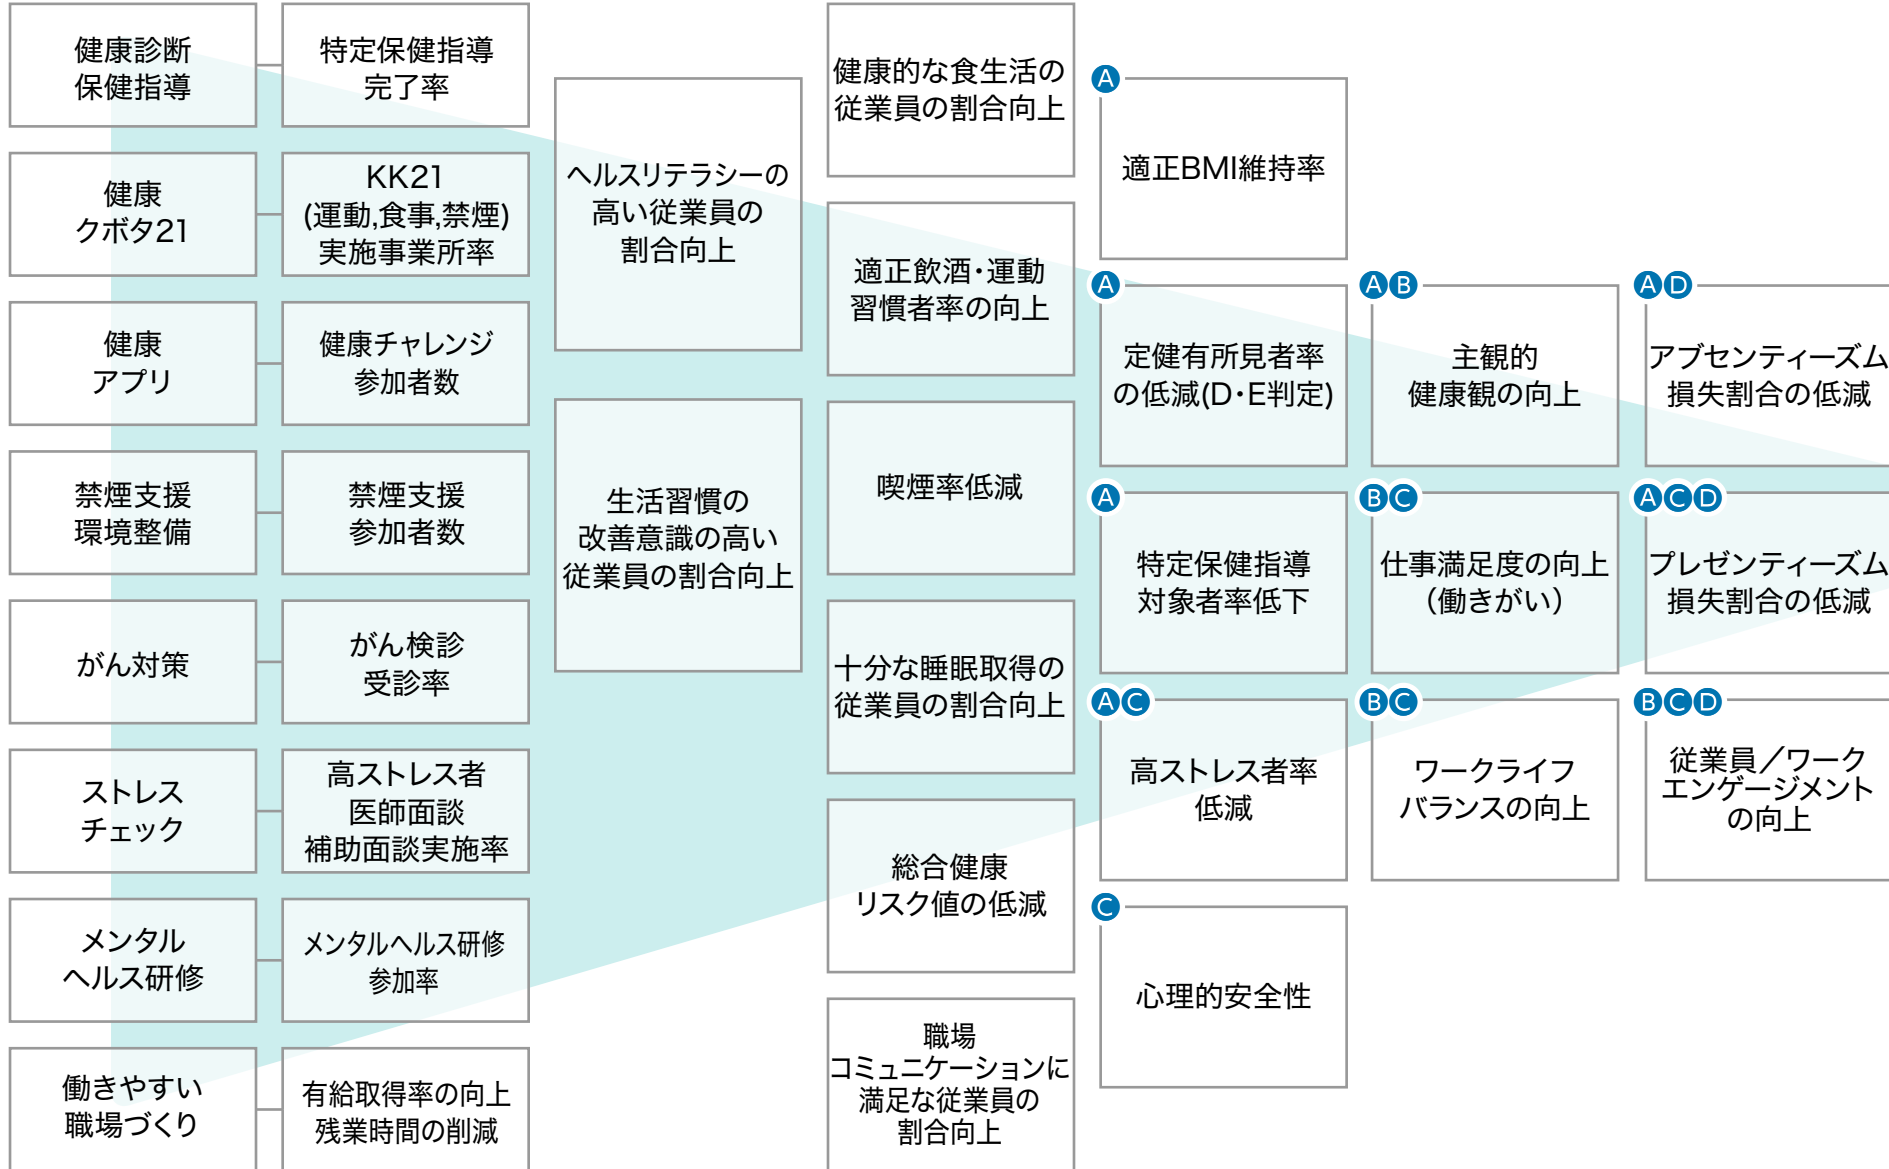 健康診断
保健指導
特定保健指導
完了率
健康
クボタ21
KK21
(運動,食事,禁煙)
実施事業所率
健康
アプリ
健康チャレンジ
参加者数
禁煙支援
環境整備
禁煙支援
参加者数
がん対策
がん検診
受診率
ストレス
チェック
高ストレス者
医師面談
補助面談実施率
メンタル
ヘルス研修
メンタルヘルス研修
参加率
働きやすい
職場づくり
有給取得率の向上
残業時間の削減
ヘルスリテラシーの
高い従業員の
割合向上
生活習慣の
改善意識の高い
従業員の割合向上
健康的な食生活の
従業員の割合向上
適正飲酒・運動
習慣者率の向上
喫煙率低減
十分な睡眠取得の
従業員の割合向上
総合健康
リスク値の低減
職場
コミュニケーションに
満足な従業員の
割合向上
A
適正BMI維持率
A
定健有所見者率
の低減(D・E判定)
A
特定保健指導
対象者率低下
AC
高ストレス者率
低減
C
心理的安全性
AB
主観的
健康観の向上
BC
仕事満足度の向上
（働きがい）
BC
ワークライフ
バランスの向上
AD
アブセンティーズム
損失割合の低減
ACD
プレゼンティーズム
損失割合の低減
BCD
従業員／ワーク
エンゲージメント
の向上